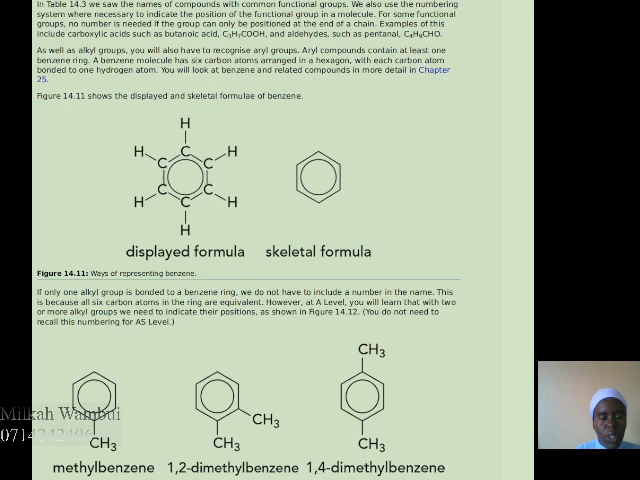 In Table 14.3 we saw the names of compounds with common functional groups. We also use the numbering
system where necessary to indicate the position of the functional group in a molecule. For some functional
groups, no number is needed if the group can only be positioned at the end of a chain. Examples of this
include carboxylic acids such as butanoic acid, C₃H₇COOH, and aldehydes, such as pentanal, C₄H₉CHO.
As well as alkyl groups, you will also have to recognise aryl groups. Aryl compounds contain at least one
benzene ring. A benzene molecule has six carbon atoms arranged in a hexagon, with each carbon atom
bonded to one hydrogen atom. You will look at benzene and related compounds in more detail in Chapter
25.
Figure 14.11 shows the displayed and skeletal formulae of benzene.
H
H C H
C C
C C
H C H
H
displayed formula skeletal formula
Figure 14.11: Ways of representing benzene.
If only one alkyl group is bonded to a benzene ring, we do not have to include a number in the name. This
is because all six carbon atoms in the ring are equivalent. However, at A Level, you will learn that with two
or more alkyl groups we need to indicate their positions, as shown in Figure 14.12. (You do not need to
recall this numbering for AS Level.)
CH₃
Milkah Wambui
CH₃
CH₃ CH₃ CH₃
methylbenzene 1,2-dimethylbenzene 1,4-dimethylbenzene